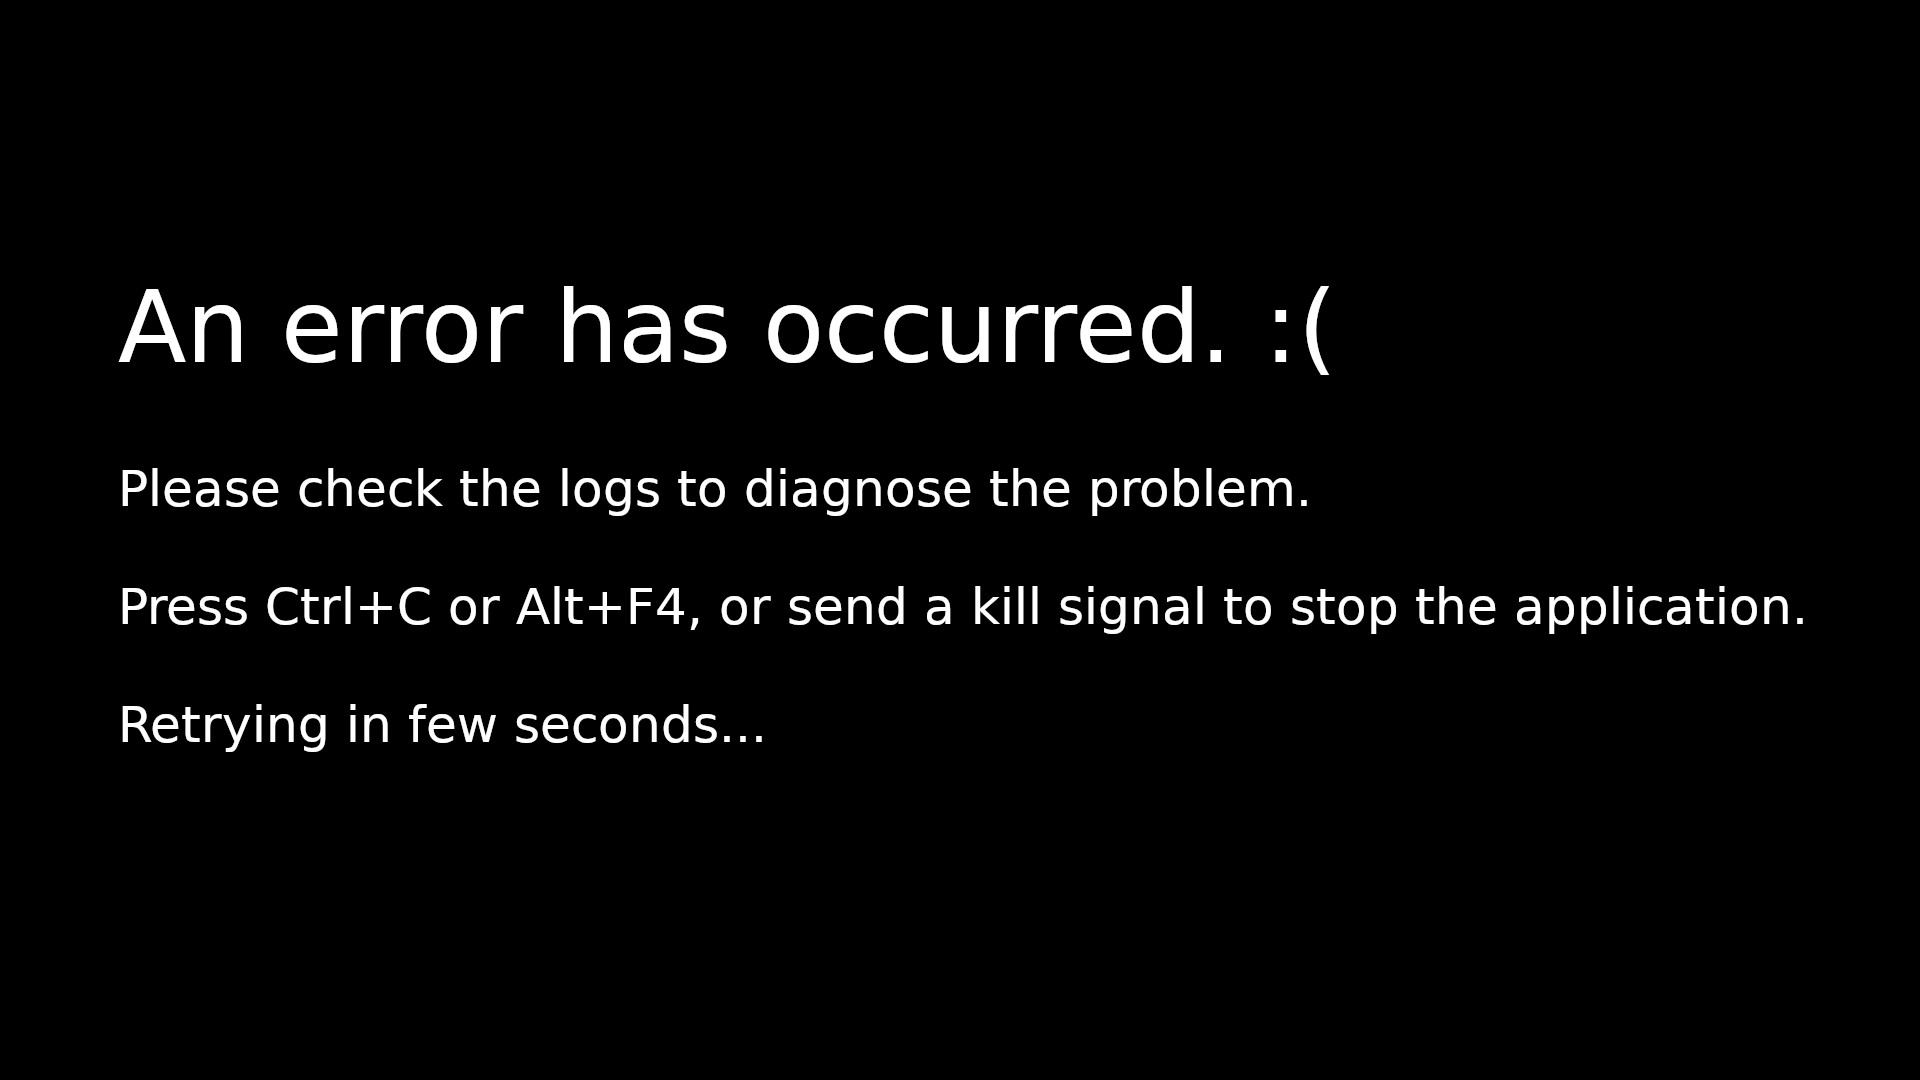 An error has occurred. :(
Please check the logs to diagnose the problem.
Press Ctrl+C or Alt+F4, or send a kill signal to stop the application.
Retrying in few seconds...